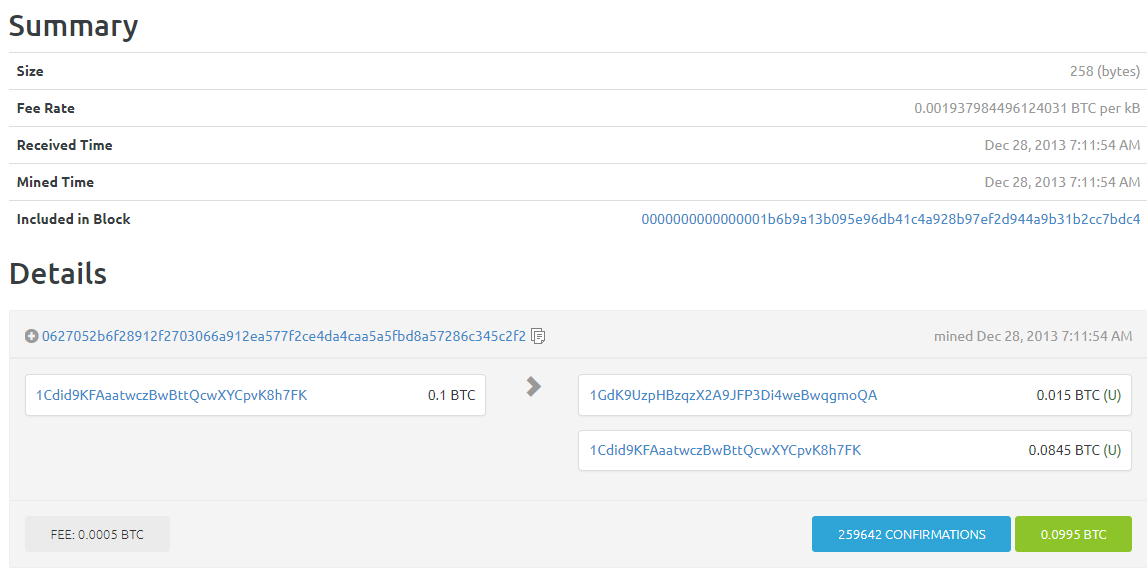 Summary
Size 258 (bytes)
Fee Rate 0.001937984496124031 BTC per kB
Received Time Dec 28, 2013 7:11:54 AM
Mined Time Dec 28, 2013 7:11:54 AM
Included in Block 0000000000000001b6b9a13b095e96db41c4a928b97ef2d944a9b31b2cc7bdc4
Details
0627052b6f28912f2703066a912ea577f2ce4da4caa5a5fbd8a57286c345c2f2 mined Dec 28, 2013 7:11:54 AM
1Cdid9KFAaatwczBwBttQcwXYCpvK8h7FK 0.1 BTC 1GdK9UzpHBzqzX2A9JFP3Di4weBwqgmoQA 0.015 BTC (U)
1Cdid9KFAaatwczBwBttQcwXYCpvK8h7FK 0.0845 BTC (U)
FEE: 0.0005 BTC 259642 CONFIRMATIONS 0.0995 BTC